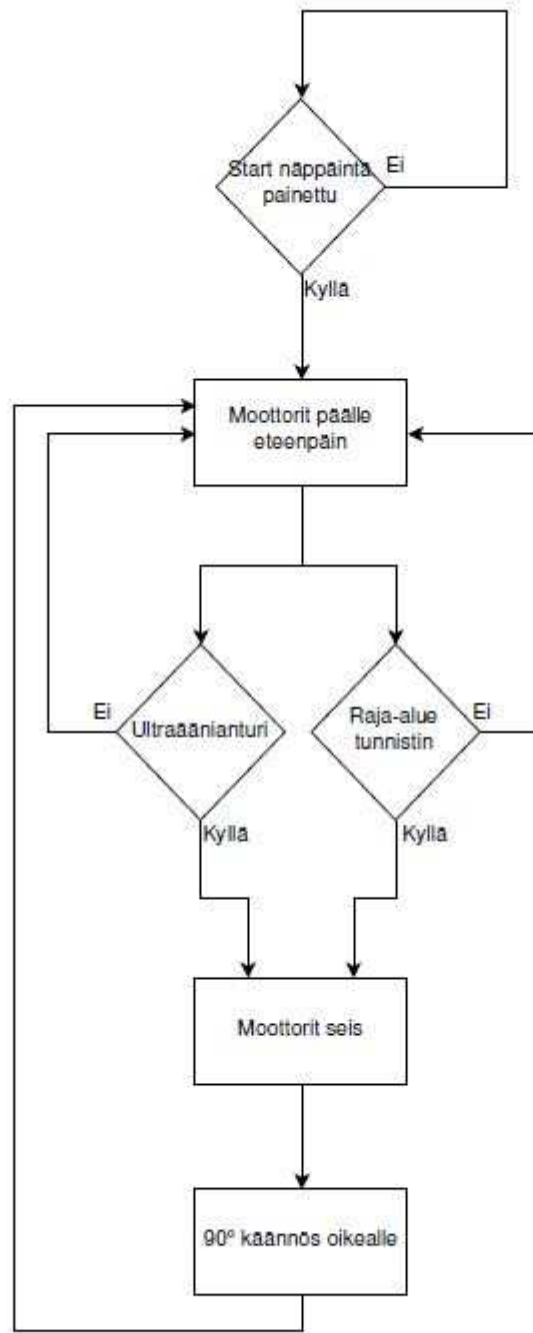 Start näppäintä
painettu
Ei
Kyllä
Moottorit päälle
eteenpäin
Ei
Ultraäänianturi
Kyllä
Raja-alue
tunnistin
Ei
Kyllä
Moottorit seis
90º käännös oikealle